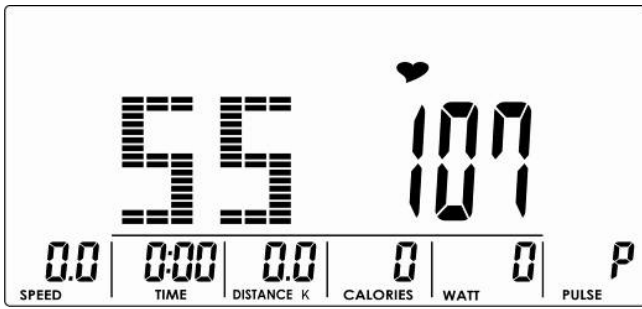 55 107
0.0 0:00 0.0 0 0 P
SPEED TIME DISTANCE K CALORIES WATT PULSE